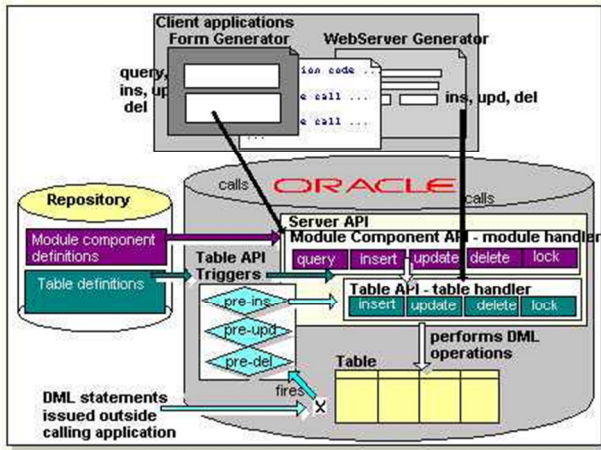 Client applications
Form Generator
WebServer Generator
query,
ins, up
del
ion code ...
e call ...
e call ...
...
ins, upd, del
calls
ORACLE
calls
Repository
Server API
Module component
definitions
Module Component API - module handler
query insert update delete lock
Table definitions
Table API
Triggers
Table API - table handler
insert update delete lock
pre-ins
pre-upd
pre-del
performs DML
operations
Table
fires
X
DML statements
issued outside
calling application